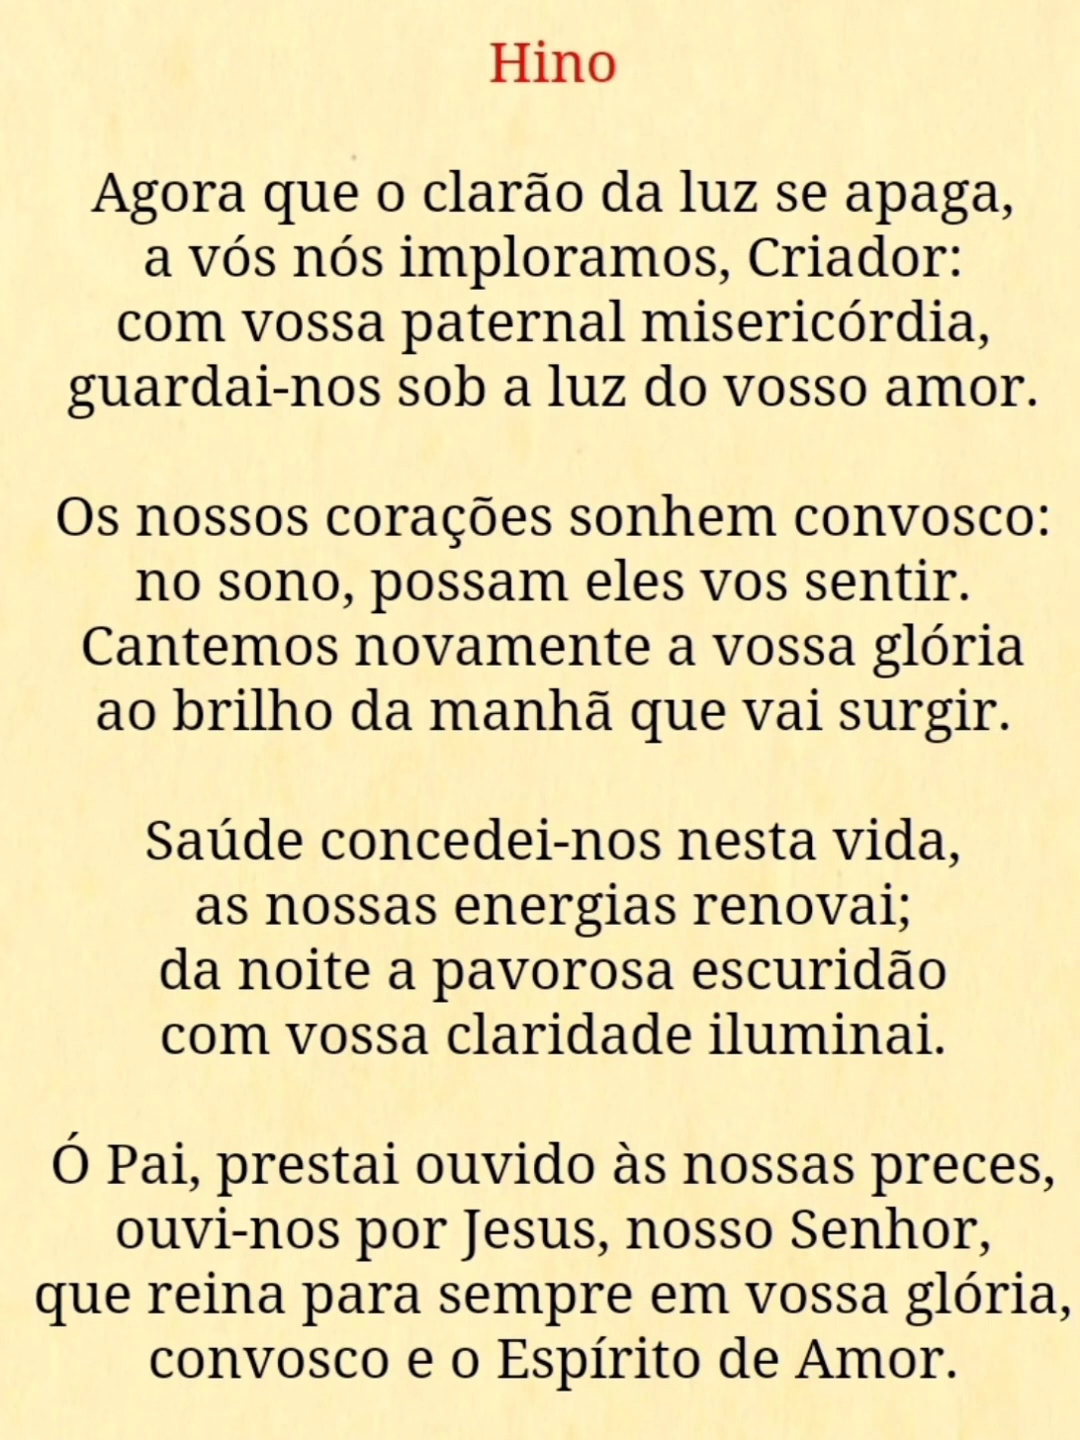 Hino
Agora que o clarão da luz se apaga,
a vós nós imploramos, Criador:
com vossa paternal misericórdia,
guardai-nos sob a luz do vosso amor.
Os nossos corações sonhem convosco:
no sono, possam eles vos sentir.
Cantemos novamente a vossa glória
ao brilho da manhã que vai surgir.
Saúde concedei-nos nesta vida,
as nossas energias renovai;
da noite a pavorosa escuridão
com vossa claridade iluminai.
Ó Pai, prestai ouvido às nossas preces,
ouvi-nos por Jesus, nosso Senhor,
que reina para sempre em vossa glória,
convosco e o Espírito de Amor.